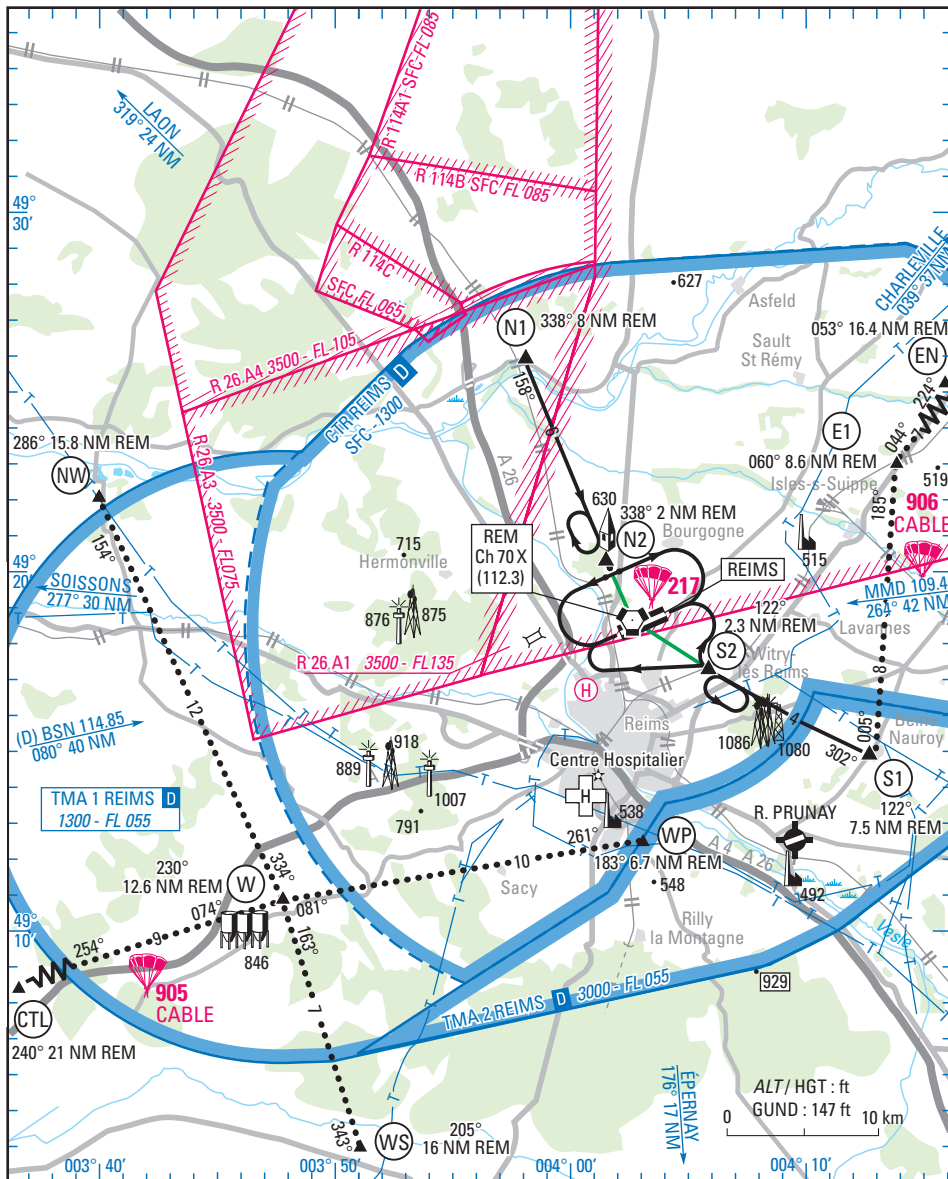 LAON
319° 24 NM
R 114A1 SFC-FL 085
R 114B SFC FL 085
49°
30'
R 114C
SFC-FL 065
627
CHARLEVILLE
039° 37 NM
Asfeld
N1
338° 8 NM REM
053° 16.4 NM REM
Sault
St Rémy
EN
R 26 A4 3500 - FL 105
D
CTR REIMS
SFC -1300
158°
6
224°
7
044°
E1
286° 15.8 NM REM
R 26 A3 3500 - FL 075
A 26
060° 8.6 NM REM
Isles-s-Suippe
519
NW
185°
906
CABLE
630
338° 2 NM REM
N2
Bourgogne
REM
Ch 70 X
(112.3)
154°
715
Hermonville
515
49°
20'
SOISSONS
277° 30 NM
217
REIMS
MMD 109.4
264° 42 NM
876
875
122°
2.3 NM REM
Lavannes
S2
Witry-
les Reims
R 26 A1 3500 - FL135
8
12
H
Reims
005°
(D) BSN 114.85
080° 40 NM
4
302°
Beine
Nauroy
1086
1080
918
889
Centre Hospitalier
S1
122°
7.5 NM REM
TMA 1 REIMS D
1300 - FL 055
1007
791
H
538
R. PRUNAY
261°
WP
183° 6.7 NM REM
A 4
A 26
10
230°
12.6 NM REM
W
334°
074°
081°
Sacy
548
492
49°
10'
254°
9
163°
846
Rilly
la Montagne
Vesle
905
CABLE
929
TMA 2 REIMS D 3000 - FL 055
CTL
240° 21 NM REM
7
ÉPERNAY
176° 17 NM
ALT / HGT : ft
GUND : 147 ft
0
10 km
343°
WS
205°
16 NM REM
003° 40'
003° 50'
004° 00'
004° 10'